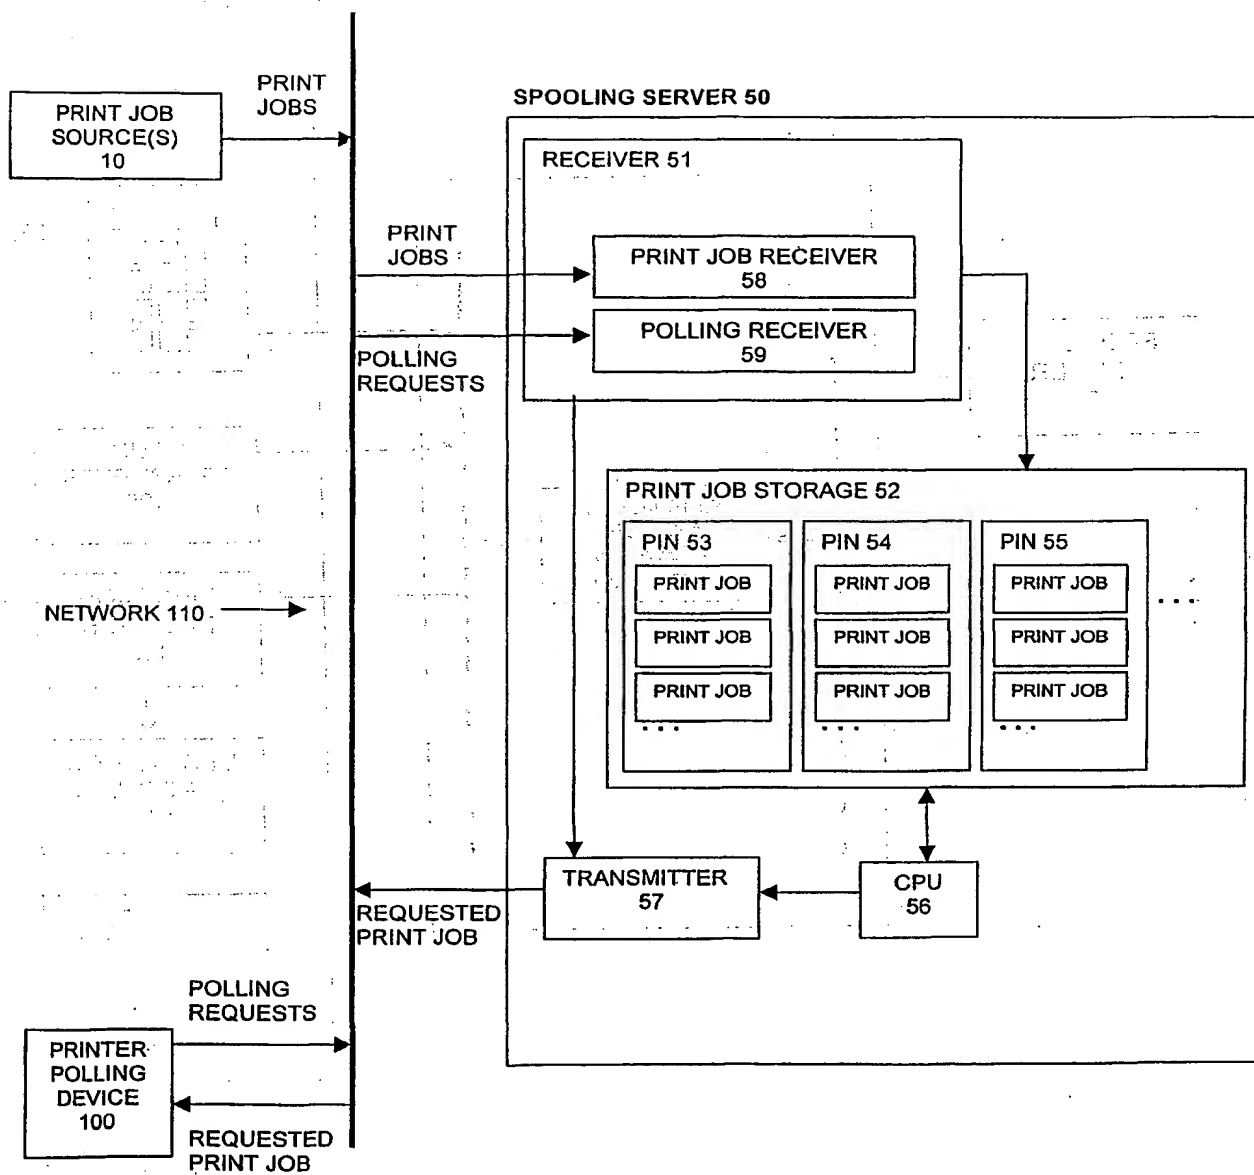 PRINT JOB
SOURCE(S)
10
PRINT
JOBS
SPOOLING SERVER 50
RECEIVER 51
PRINT
JOBS
PRINT JOB RECEIVER
58
POLLING RECEIVER
59
POLLING
REQUESTS
PRINT JOB STORAGE 52
PIN 53
PRINT JOB
PRINT JOB
PRINT JOB
...
PIN 54
PRINT JOB
PRINT JOB
PRINT JOB
...
PIN 55
PRINT JOB
PRINT JOB
PRINT JOB
...
...
NETWORK 110
TRANSMITTER
57
CPU
56
REQUESTED
PRINT JOB
POLLING
REQUESTS
PRINTER
POLLING
DEVICE
100
REQUESTED
PRINT JOB